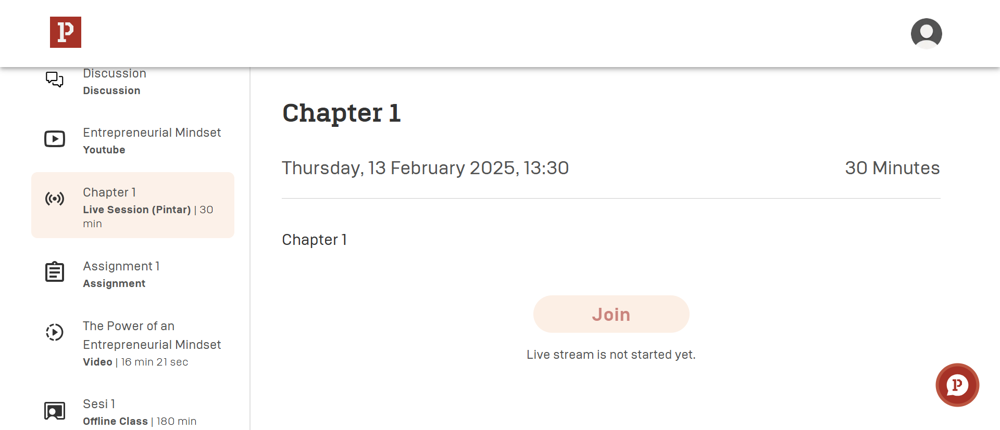 P
Discussion
Discussion
Entrepreneurial Mindset
Youtube
Chapter 1
Live Session (Pintar) | 30
min
Assignment 1
Assignment
The Power of an
Entrepreneurial Mindset
Video | 16 min 21 sec
Sesi 1
Offline Class | 180 min
Chapter 1
Thursday, 13 February 2025, 13:30
30 Minutes
Chapter 1
Join
Live stream is not started yet.
P